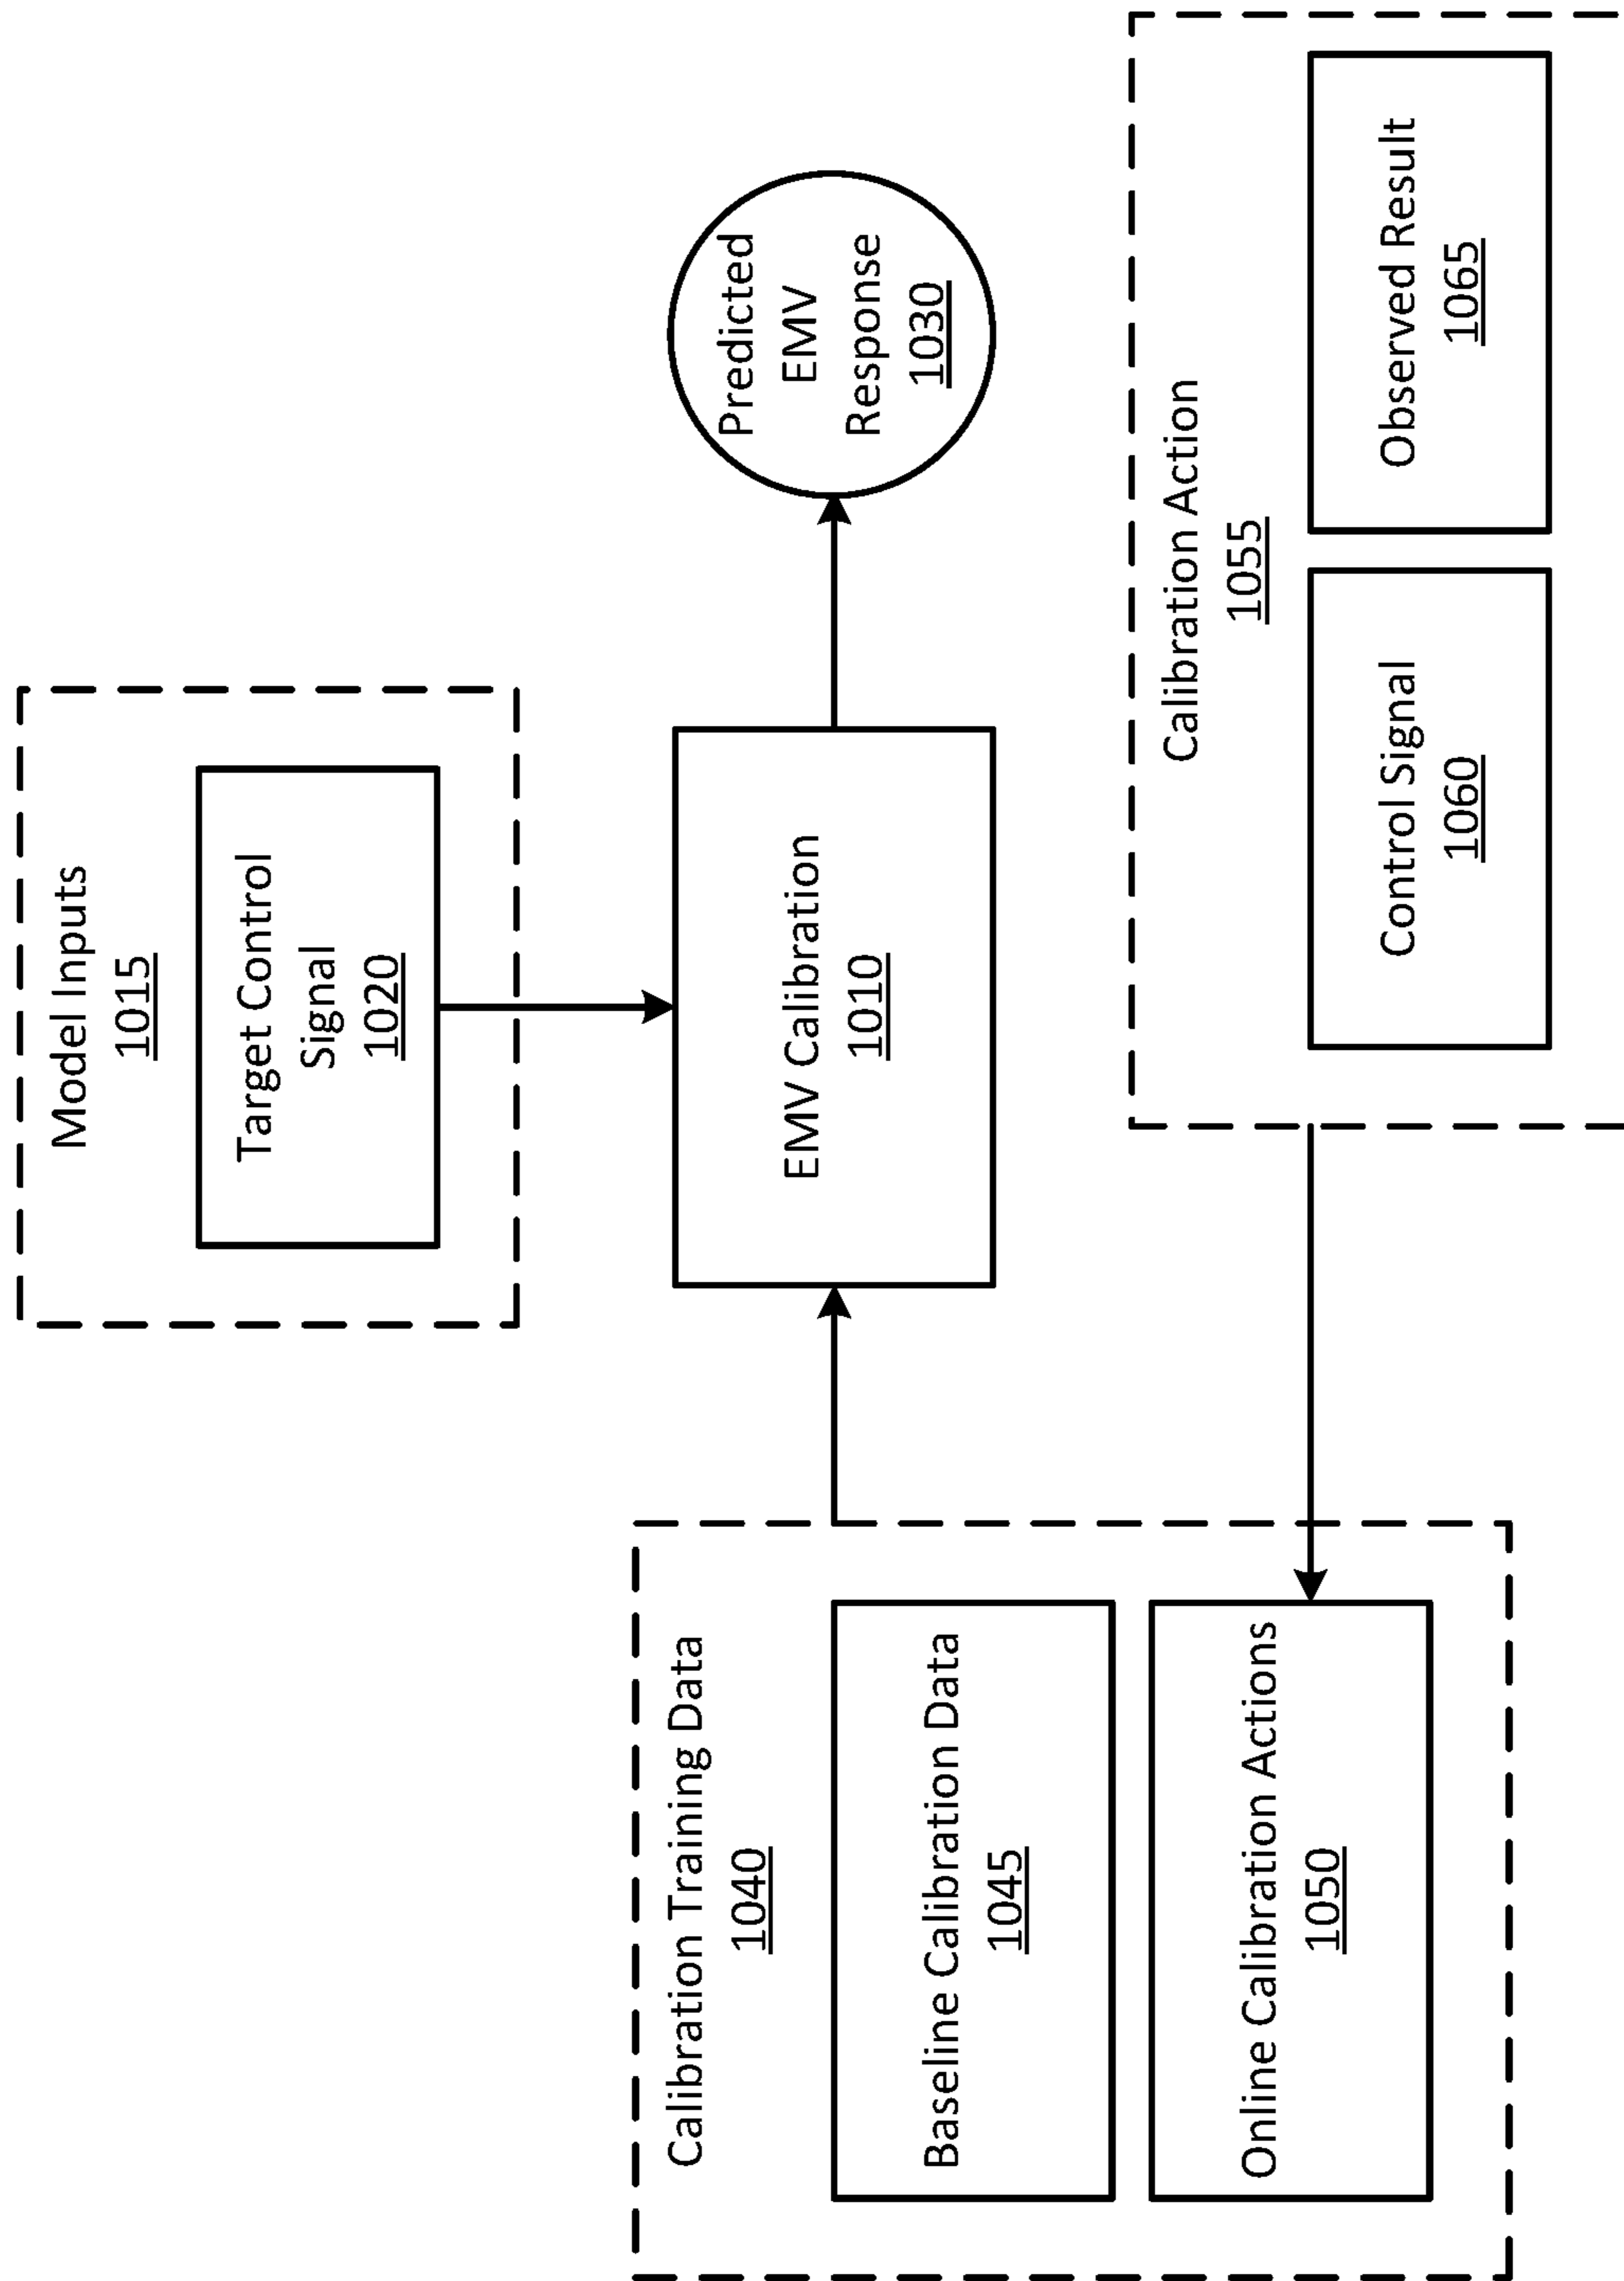 Model Inputs
1015
Target Control
Signal
1020
Calibration Training Data
1040
Baseline Calibration Data
1045
Online Calibration Actions
1050
EMV Calibration
1010
Predicted
EMV
Response
1030
Calibration Action
1055
Control Signal
1060
Observed Result
1065